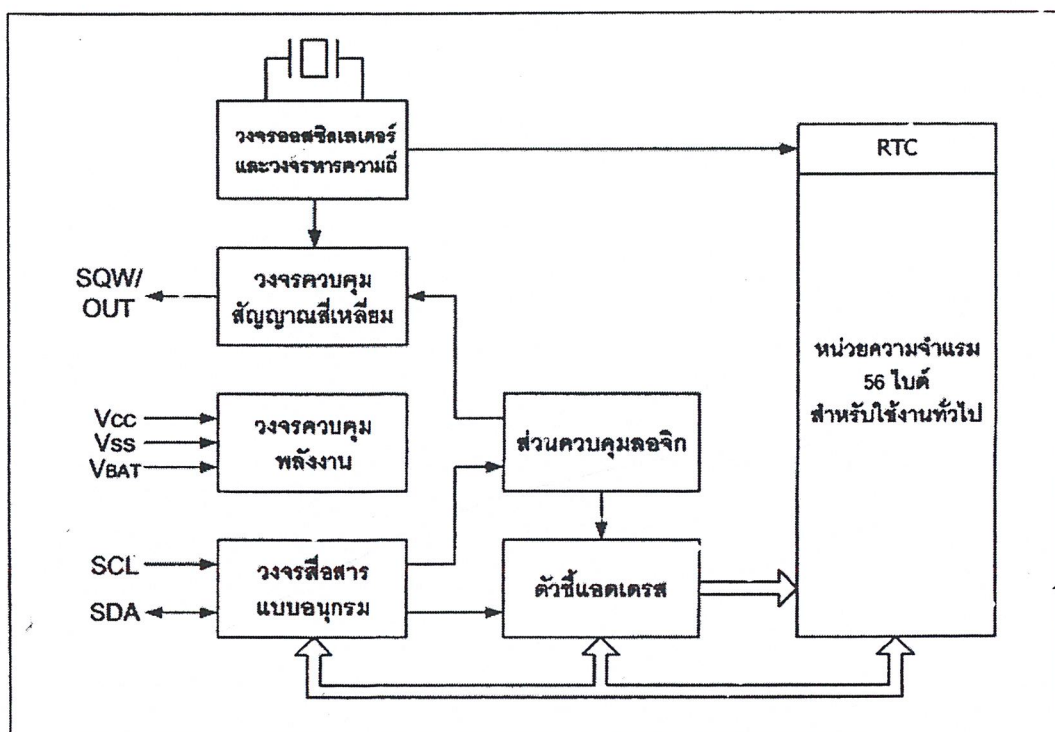 วงจรออสซิลเลเตอร์
และวงจรหารความถี่
RTC
SQW/
OUT
วงจรควบคุม
สัญญาณสี่เหลี่ยม
หน่วยความจำแรม
56 ไบต์
สำหรับใช้งานทั่วไป
VCC
VSS
VBAT
วงจรควบคุม
พลังงาน
ส่วนควบคุมลอจิก
SCL
SDA
วงจรสื่อสาร
แบบอนุกรม
ตัวชี้แอดเดรส